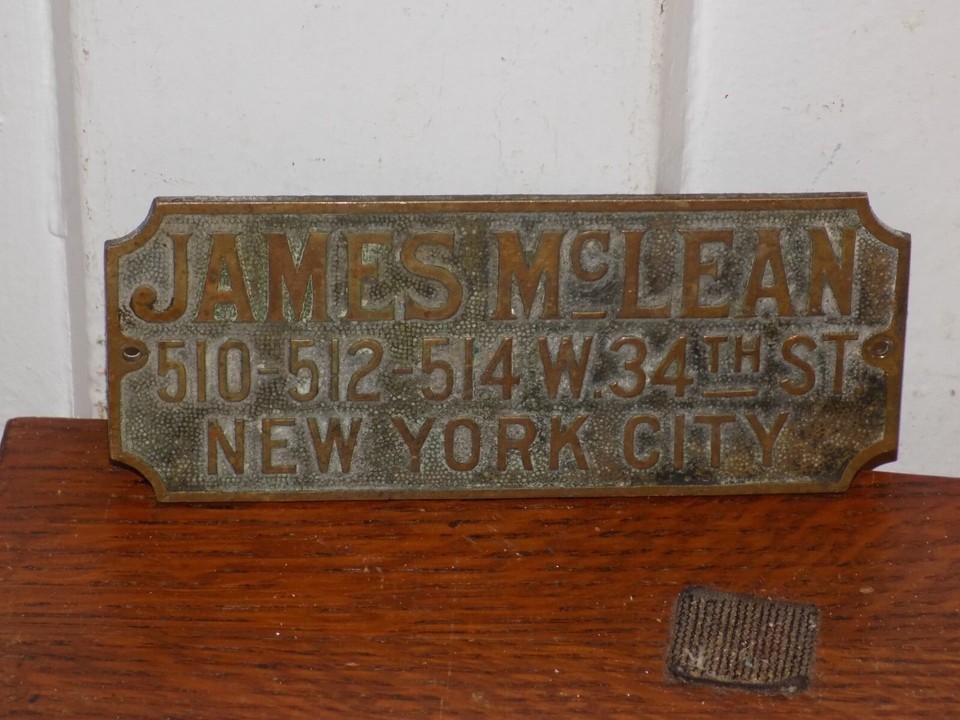 JAMES McLEAN
510-512-514 W. 34TH ST
NEW YORK CITY